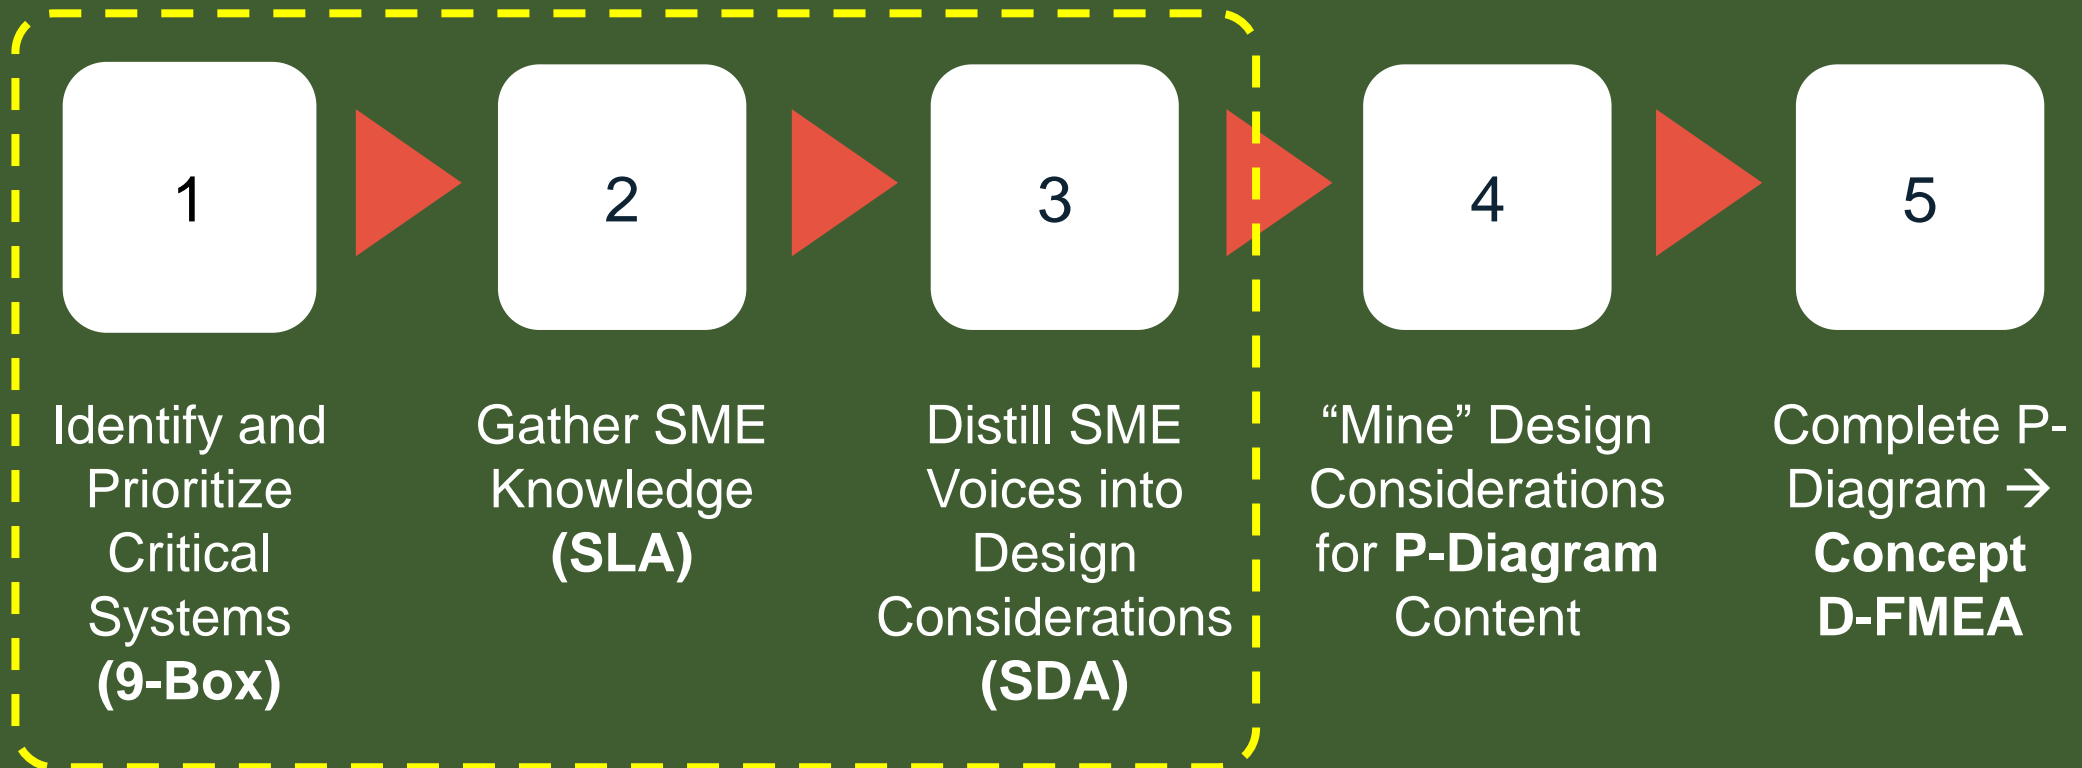 1
2
3
4
5
Identify and
Prioritize
Critical
Systems
(9-Box)
Gather SME
Knowledge
(SLA)
Distill SME
Voices into
Design
Considerations
(SDA)
“Mine” Design
Considerations
for P-Diagram
Content
Complete P-
Diagram →
Concept
D-FMEA